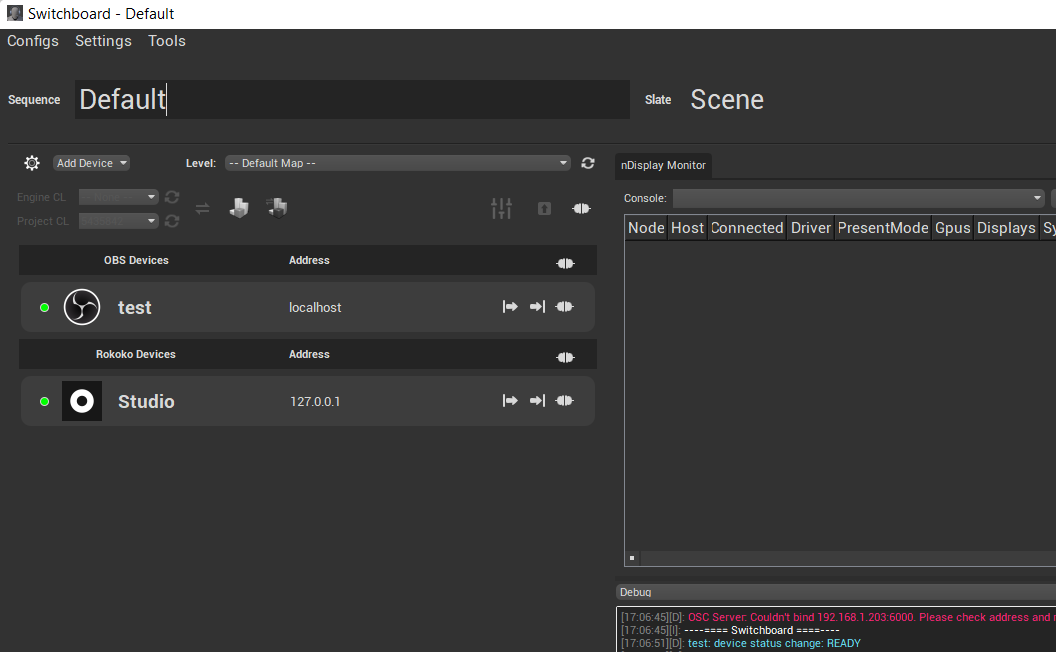 Switchboard - Default
Configs Settings Tools
Sequence Default Slate Scene
Add Device Level: -- Default Map --
nDisplay Monitor
Engine CL -- None --
Project CL
Console:
Node Host Connected Driver PresentMode Gpus Displays Sy
OBS Devices Address
test localhost
Rokoko Devices Address
Studio 127.0.0.1
Debug
[17:06:45][D]: OSC Server: Couldn't bind 192.168.1.203:6000. Please check address and
[17:06:45][I]: ----==== Switchboard ====----
[17:06:51][D]: test: device status change: READY